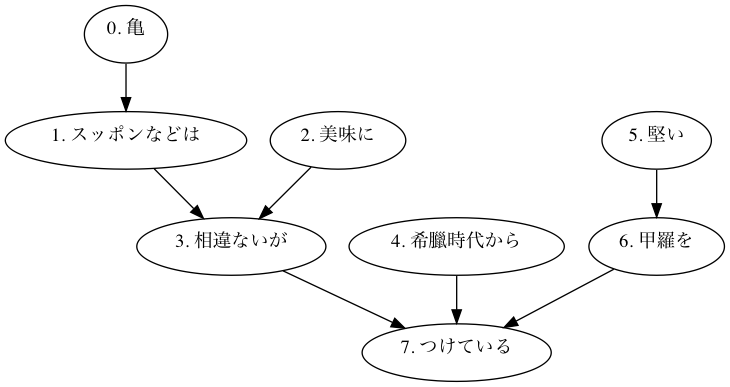 0. 亀
1. スッポンなどは
2. 美味に
5. 堅い
3. 相違ないが
4. 希臘時代から
6. 甲羅を
7. つけている